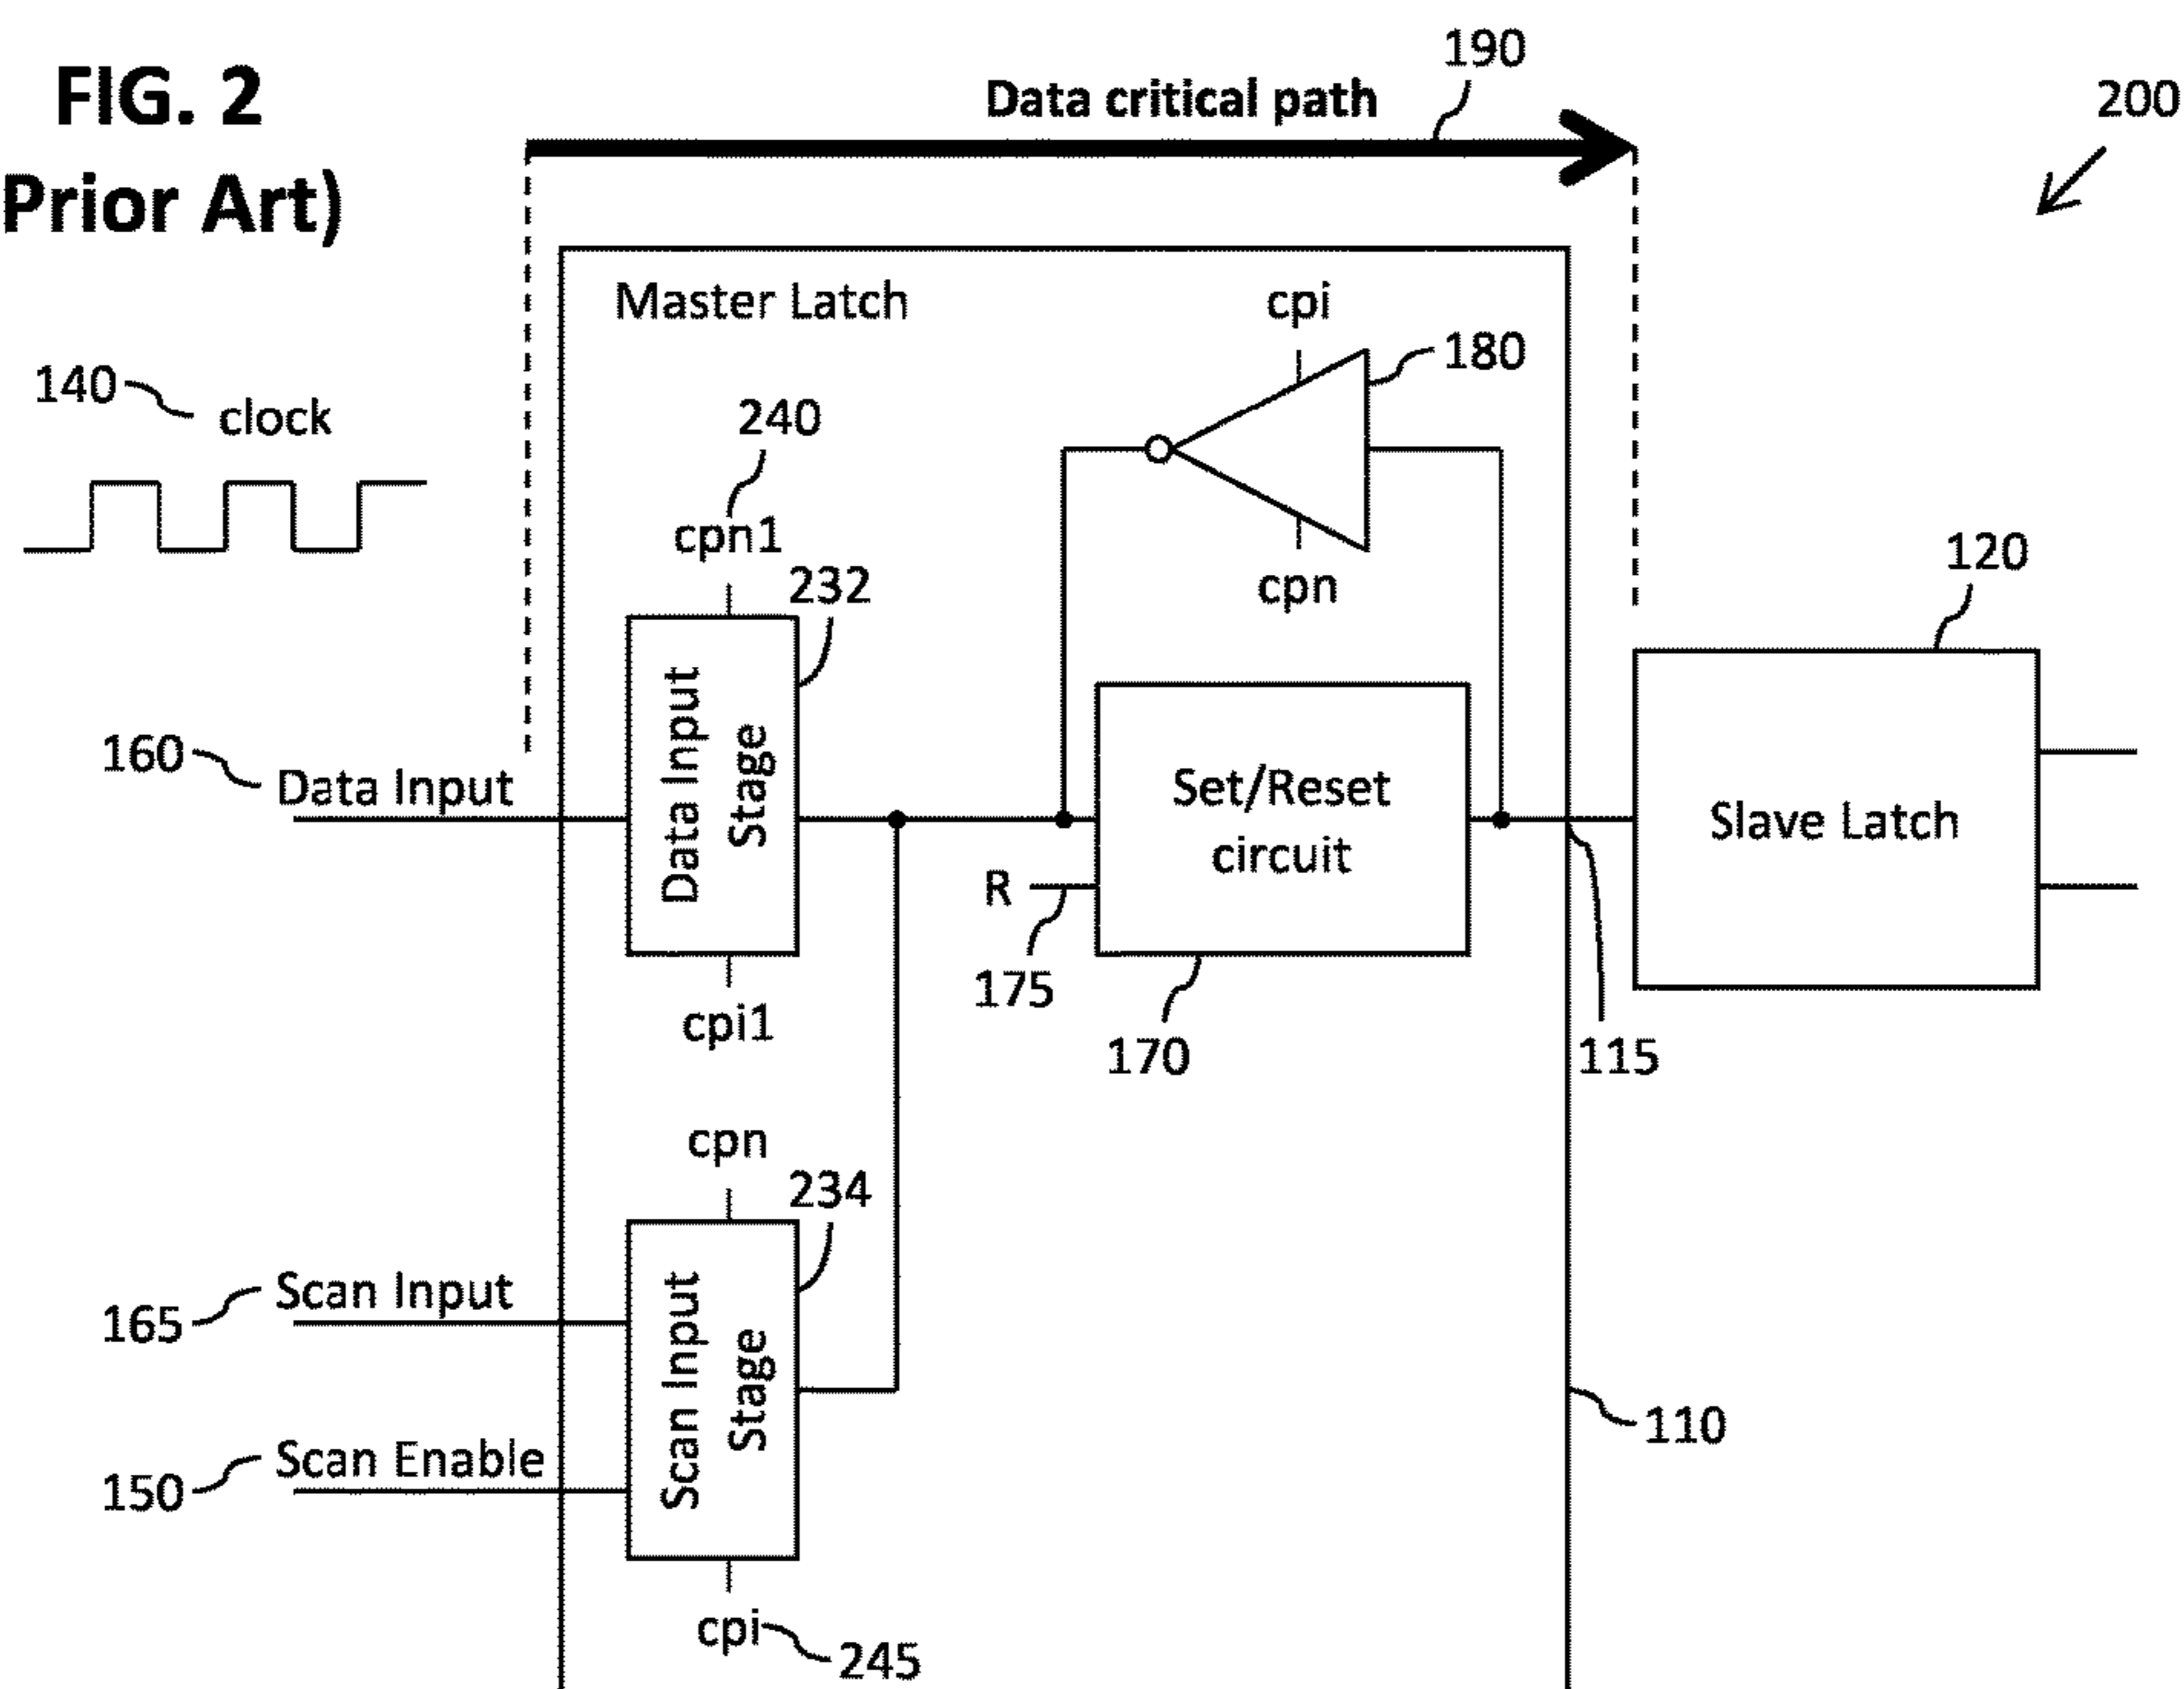 FIG. 2
Prior Art)
Data critical path
190
200
Master Latch
cpi
180
140
clock
240
cpn1
232
cpn
120
Data Input
Stage
160
Data Input
Set/Reset
circuit
Slave Latch
R
175
cpi1
170
115
cpn
234
Scan Input
Stage
165
Scan Input
150
Scan Enable
110
cpi
245